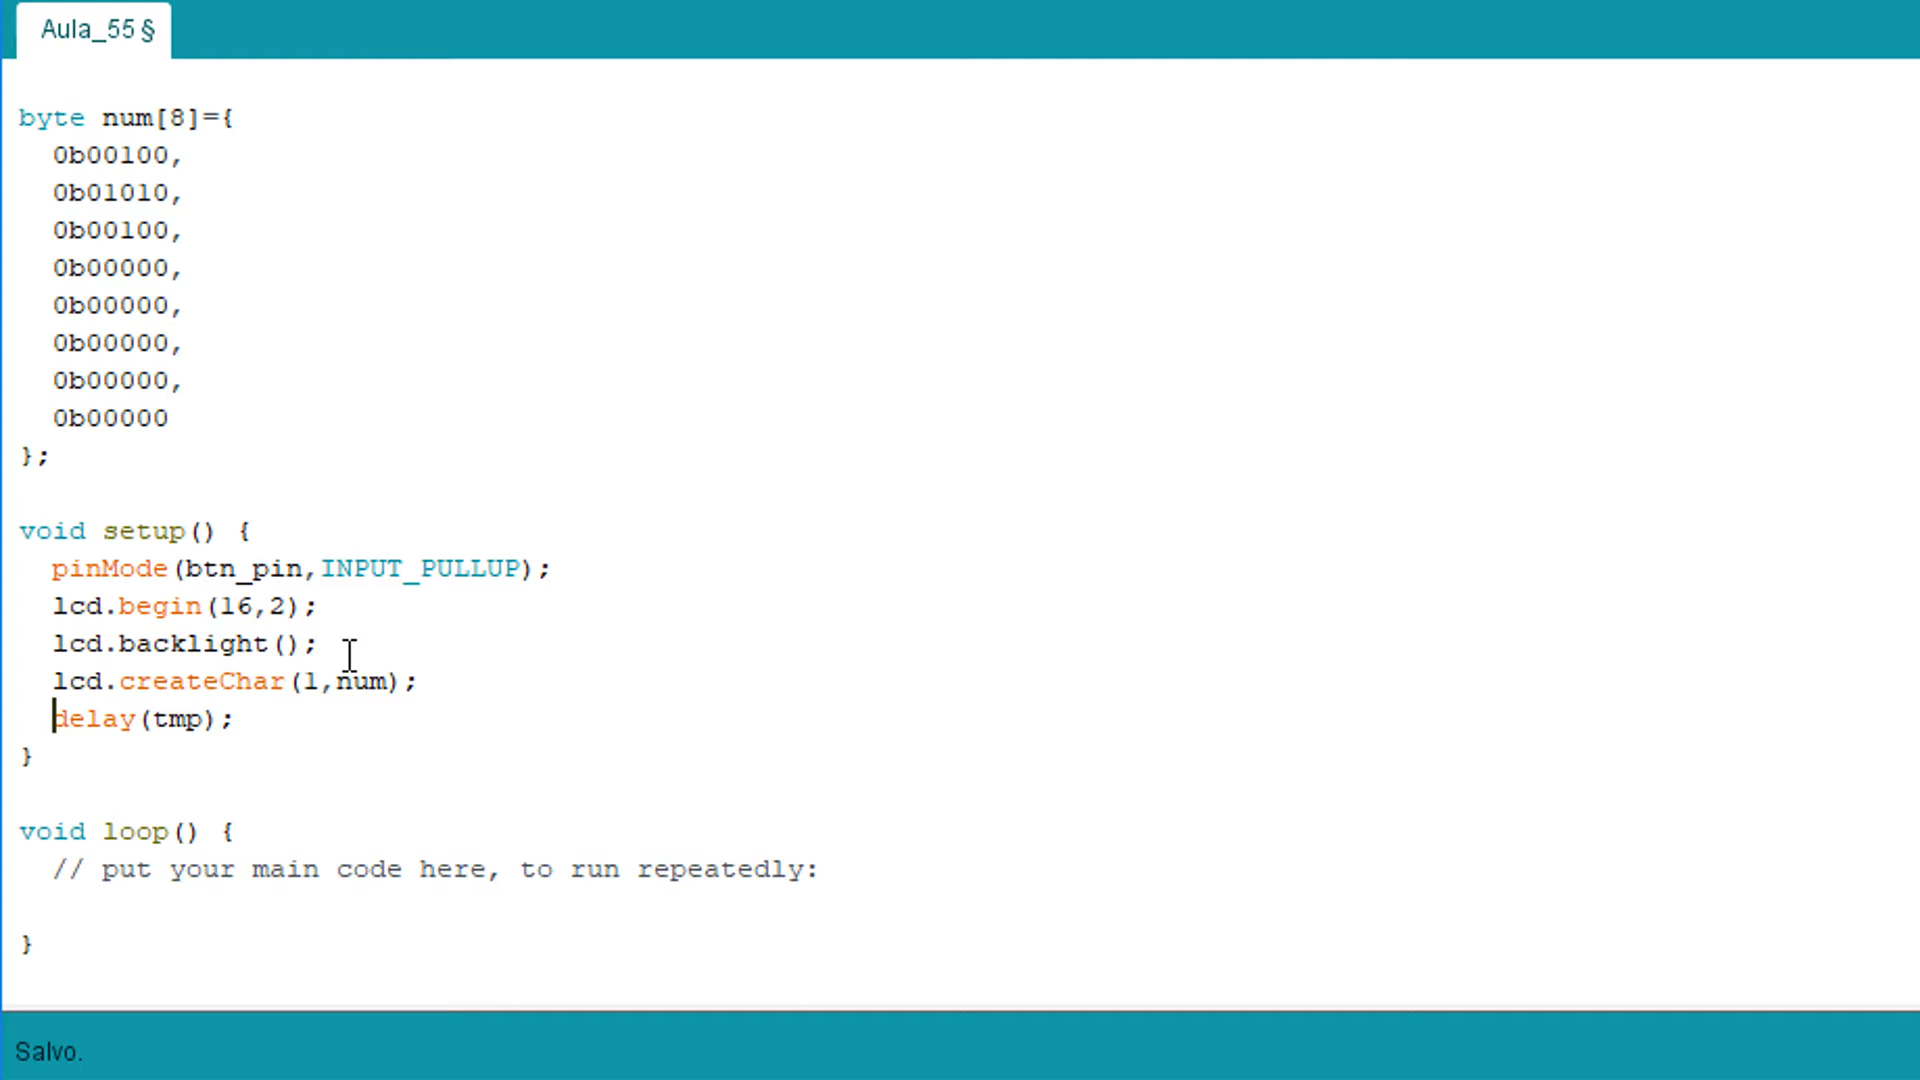 Aula_55 §
byte num[8]={
  0b00100,
  0b01010,
  0b00100,
  0b00000,
  0b00000,
  0b00000,
  0b00000,
  0b00000
};
void setup() {
  pinMode(btn_pin,INPUT_PULLUP);
  lcd.begin(16,2);
  lcd.backlight();
  lcd.createChar(1,num);
  delay(tmp);
}
void loop() {
  // put your main code here, to run repeatedly:
}
Salvo.